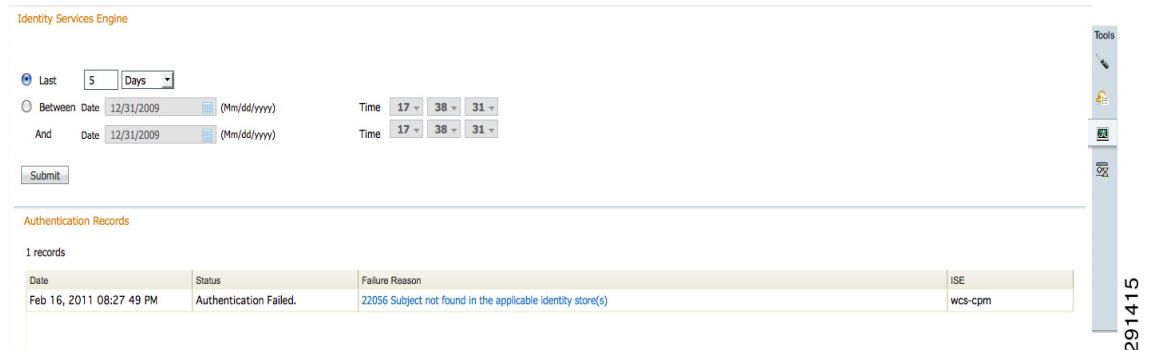 Identity Services Engine
Tools
Last 5 Days
Between Date 12/31/2009 (Mm/dd/yyyy) Time 17 38 31
And Date 12/31/2009 (Mm/dd/yyyy) Time 17 38 31
Submit
Authentication Records
1 records
Date Status Failure Reason ISE
Feb 16, 2011 08:27 49 PM Authentication Failed. 22056 Subject not found in the applicable identity store(s) wcs-cpm
291415